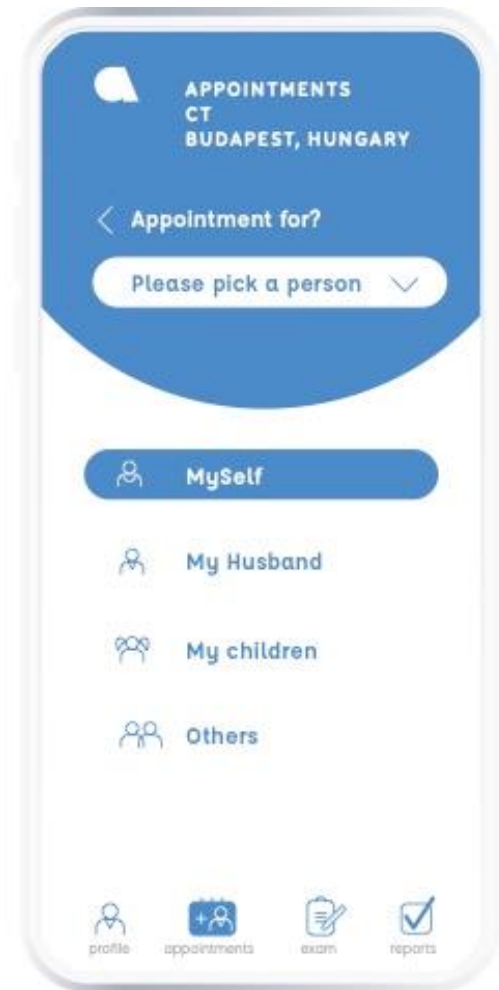 APPOINTMENTS
CT
BUDAPEST, HUNGARY
Appointment for?
Please pick a person
MySelf
My Husband
My children
Others
profile
appointments
exam
reports